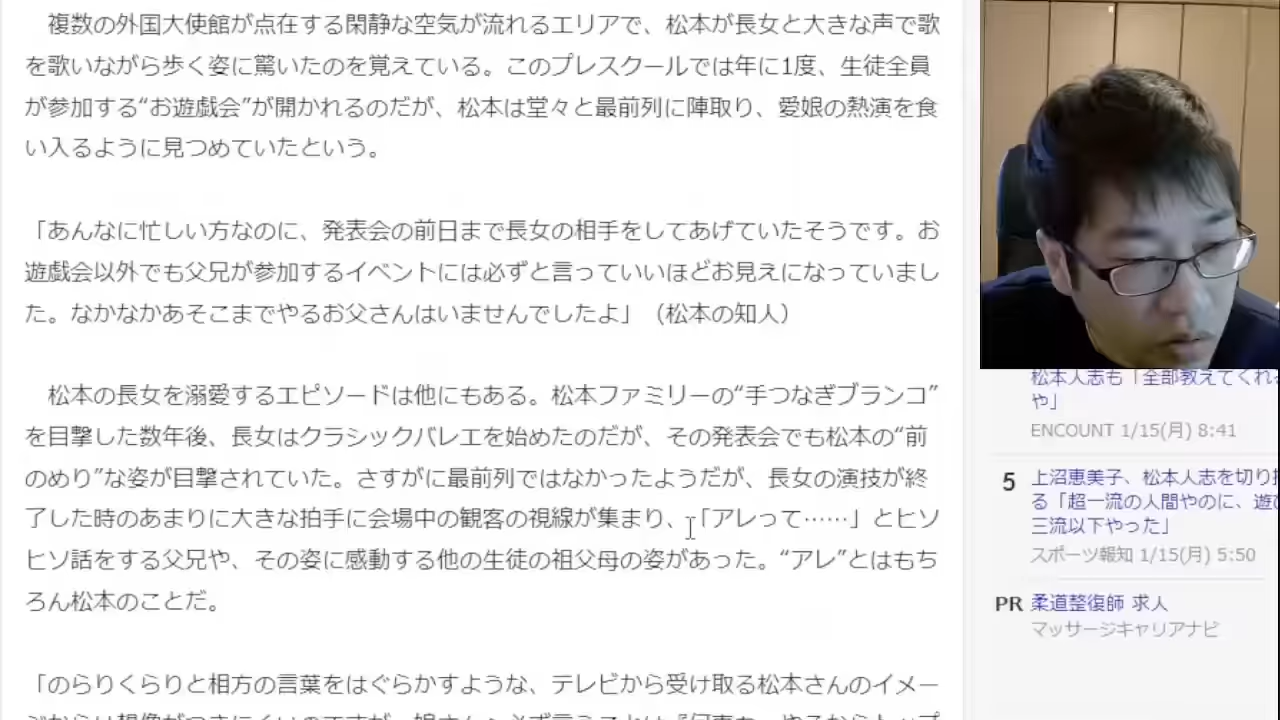 複数の外国大使館が点在する閑静な空気が流れるエリアで、松本が長女と大きな声で歌
を歌いながら歩く姿に驚いたのを覚えている。このプレスクールでは年に1度、生徒全員
が参加する“お遊戯会”が開かれるのだが、松本は堂々と最前列に陣取り、愛娘の熱演を食
い入るように見つめていたという。
「あんなに忙しい方なのに、発表会の前日まで長女の相手をしてあげていたそうです。お
遊戯会以外でも父兄が参加するイベントには必ずと言っていいほどお見えになっていまし
た。なかなかあそこまでやるお父さんはいませんでしたよ」（松本の知人）
松本の長女を溺愛するエピソードは他にもある。松本ファミリーの“手つなぎブランコ”
を目撃した数年後、長女はクラシックバレエを始めたのだが、その発表会でも松本の“前
のめり”な姿が目撃されていた。さすがに最前列ではなかったようだが、長女の演技が終
了した時のあまりに大きな拍手に会場中の観客の視線が集まり、「アレって……」とヒソ
ヒソ話をする父兄や、その姿に感動する他の生徒の祖父母の姿があった。“アレ”とはもち
ろん松本のことだ。
「のらりくらりと相方の言葉をはぐらかすような、テレビから受け取る松本さんのイメー
松本人志も「全部教えてくれ
や」
ENCOUNT 1/15(月) 8:41
5
上沼恵美子、松本人志を切り
る「超一流の人間やのに、遊
三流以下やった」
スポーツ報知 1/15(月) 5:50
PR 柔道整復師 求人
マッサージキャリアナビ